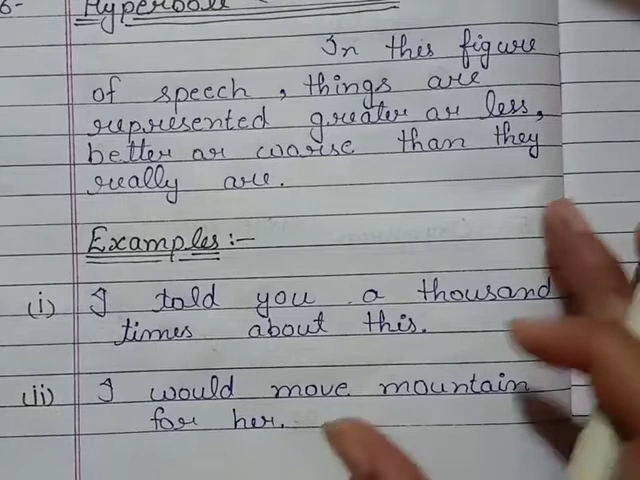 6- Hyperbole
In this figure
of speech, things are
represented greater or less,
better or worse than they
really are.
Examples:-
(i) I told you a thousand
times about this.
(ii) I would move mountain
for her.